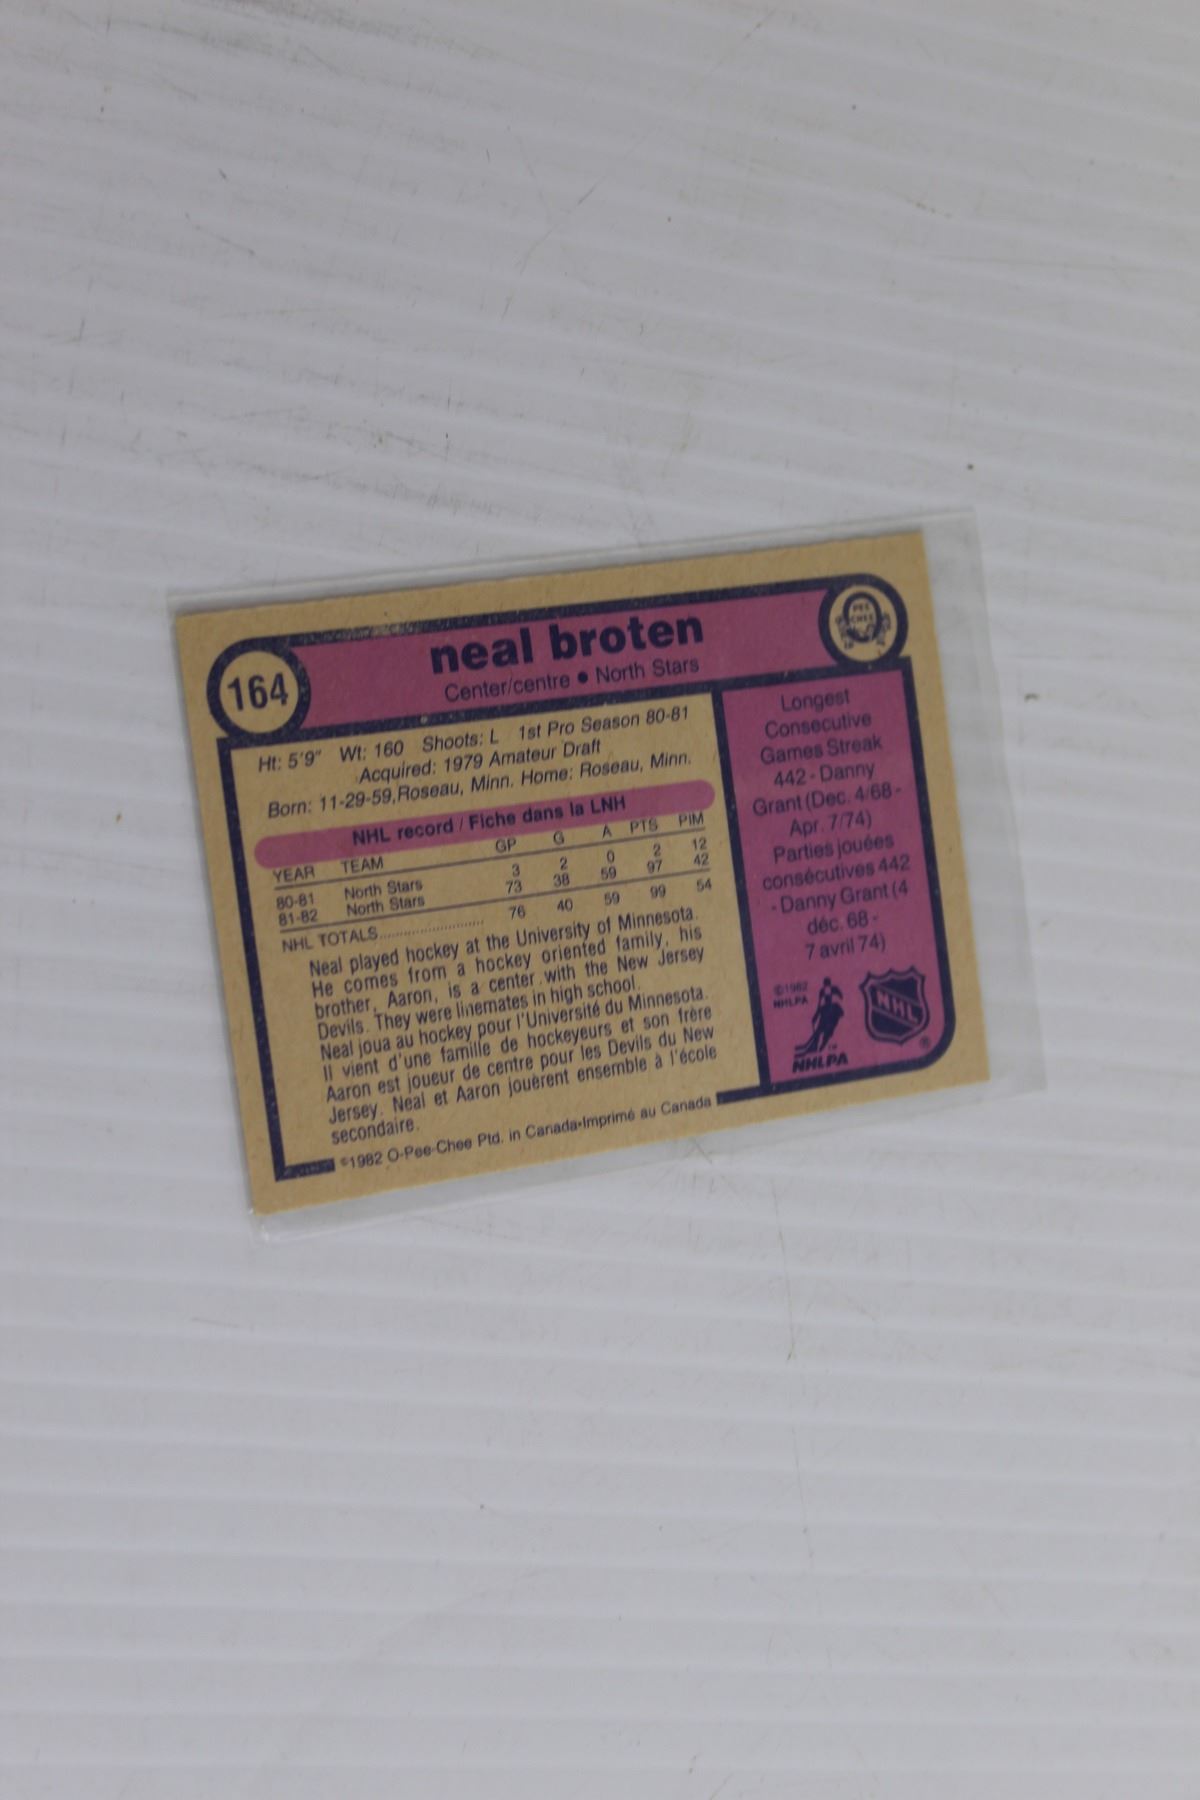 164
neal broten
Center/centre ● North Stars
PEE
CHEE
Ht: 5'9" Wt: 160 Shoots: L 1st Pro Season 80-81
Acquired: 1979 Amateur Draft
Born: 11-29-59,Roseau, Minn. Home: Roseau, Minn.
NHL record / Fiche dans la LNH
YEAR TEAM GP G A PTS PIM
80-81 North Stars 3 2 0 2 12
81-82 North Stars 73 38 59 97 42
NHL TOTALS........................ 76 40 59 99 54
Neal played hockey at the University of Minnesota.
He comes from a hockey oriented family, his
brother, Aaron, is a center with the New Jersey
Devils. They were linemates in high school.
Neal joua au hockey pour l'Université du Minnesota.
Il vient d'une famille de hockeyeurs et son frère
Aaron est joueur de centre pour les Devils du New
Jersey. Neal et Aaron jouèrent ensemble à l'école
secondaire.
©1982 O-Pee-Chee Ptd. in Canada•Imprimé au Canada
Longest
Consecutive
Games Streak
442 - Danny
Grant (Dec. 4/68 -
Apr. 7/74)
Parties jouées
consécutives 442
- Danny Grant (4
déc. 68 -
7 avril 74)
©1982
NHLPA
NHLPA
NHL
®